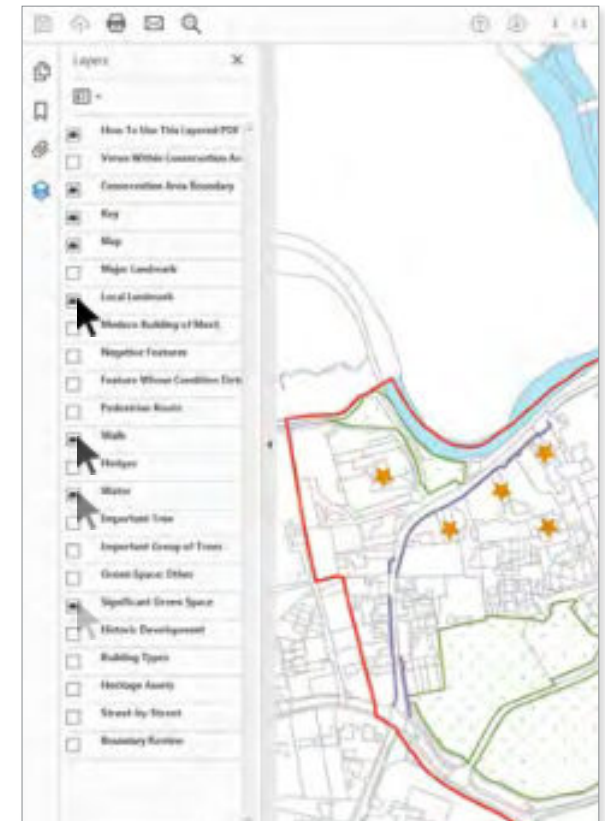 Layers
How To Use This Layered PDF
Views Within Conservation Ar
Conservation Area Boundary
Key
Map
Major Landmark
Local Landmark
Modern Building of Merit
Negative Features
Feature Whose Condition Detr
Pedestrian Route
Walls
Hedges
Water
Important Tree
Important Group of Trees
Green Space: Other
Significant Green Space
Historic Development
Building Types
Heritage Assets
Street-by-Street
Boundary Review